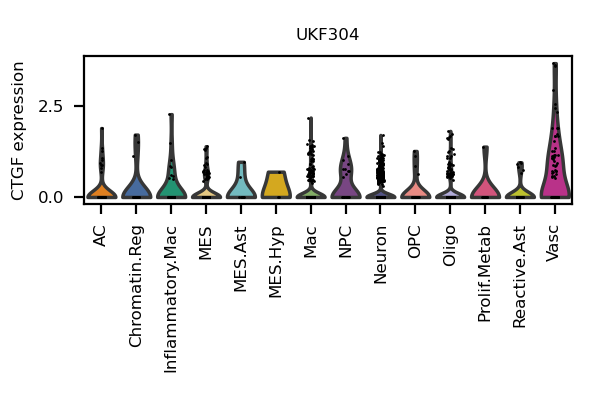 UKF304
CTGF expression
2.5
0.0
AC
Chromatin.Reg
Inflammatory.Mac
MES
MES.Ast
MES.Hyp
Mac
NPC
Neuron
OPC
Oligo
Prolif.Metab
Reactive.Ast
Vasc